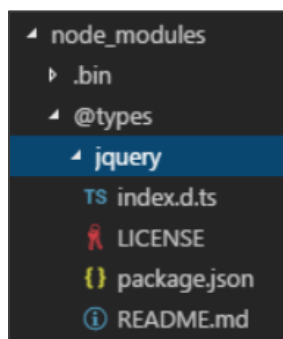 node_modules
.bin
@types
jquery
TS index.d.ts
LICENSE
{} package.json
README.md